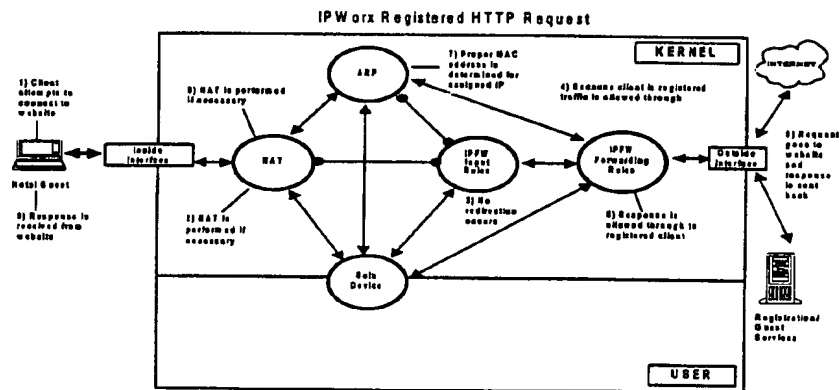 IPWorx Registered HTTP Request
KERNEL
1) Client
attempts to
connect to
website
Hotel Guest
9) Response is
received from
website
Inside
Interface
8) NAT is performed
if necessary
NAT
2) NAT is
performed if
necessary
ARP
7) Proper MAC
address is
determined for
assigned IP
4) Because client is registered
traffic is allowed through
IPFW
Input
Rules
3) No
redirection
occurs
IPFW
Forwarding
Rules
6) Response is
allowed through to
registered client
Outside
Interface
INTERNET
5) Request
goes to
website
and
response
is sent
back
Registration/
Guest
Services
Soln
Device
USER